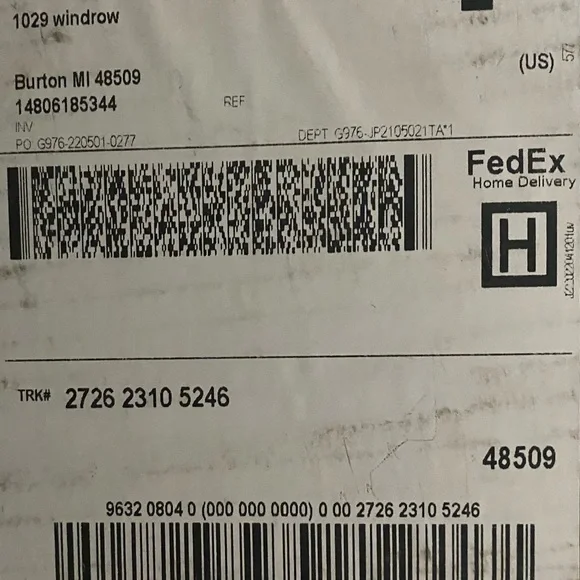 1029 windrow
(US)
577
Burton MI 48509
14806185344
REF
INV
PO G976-220501-0277
DEPT G976-JP2105021TA*1
FedEx
Home Delivery
H
TRK# 2726 2310 5246
48509
9632 0804 0 (000 000 0000) 0 00 2726 2310 5246